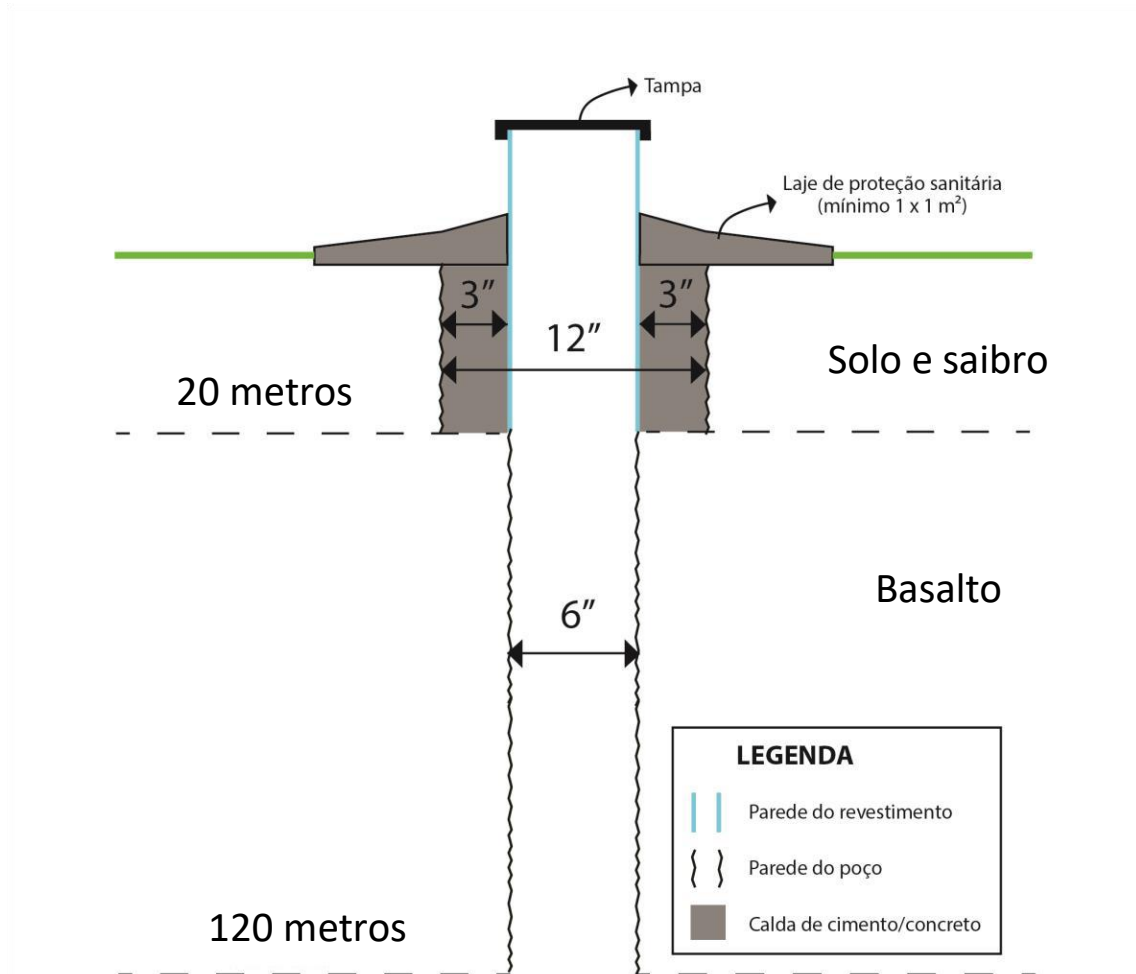 Tampa
Laje de proteção sanitária
(mínimo 1 x 1 m²)
3”
3”
12”
Solo e saibro
20 metros
Basalto
6”
LEGENDA
Parede do revestimento
Parede do poço
Calda de cimento/concreto
120 metros